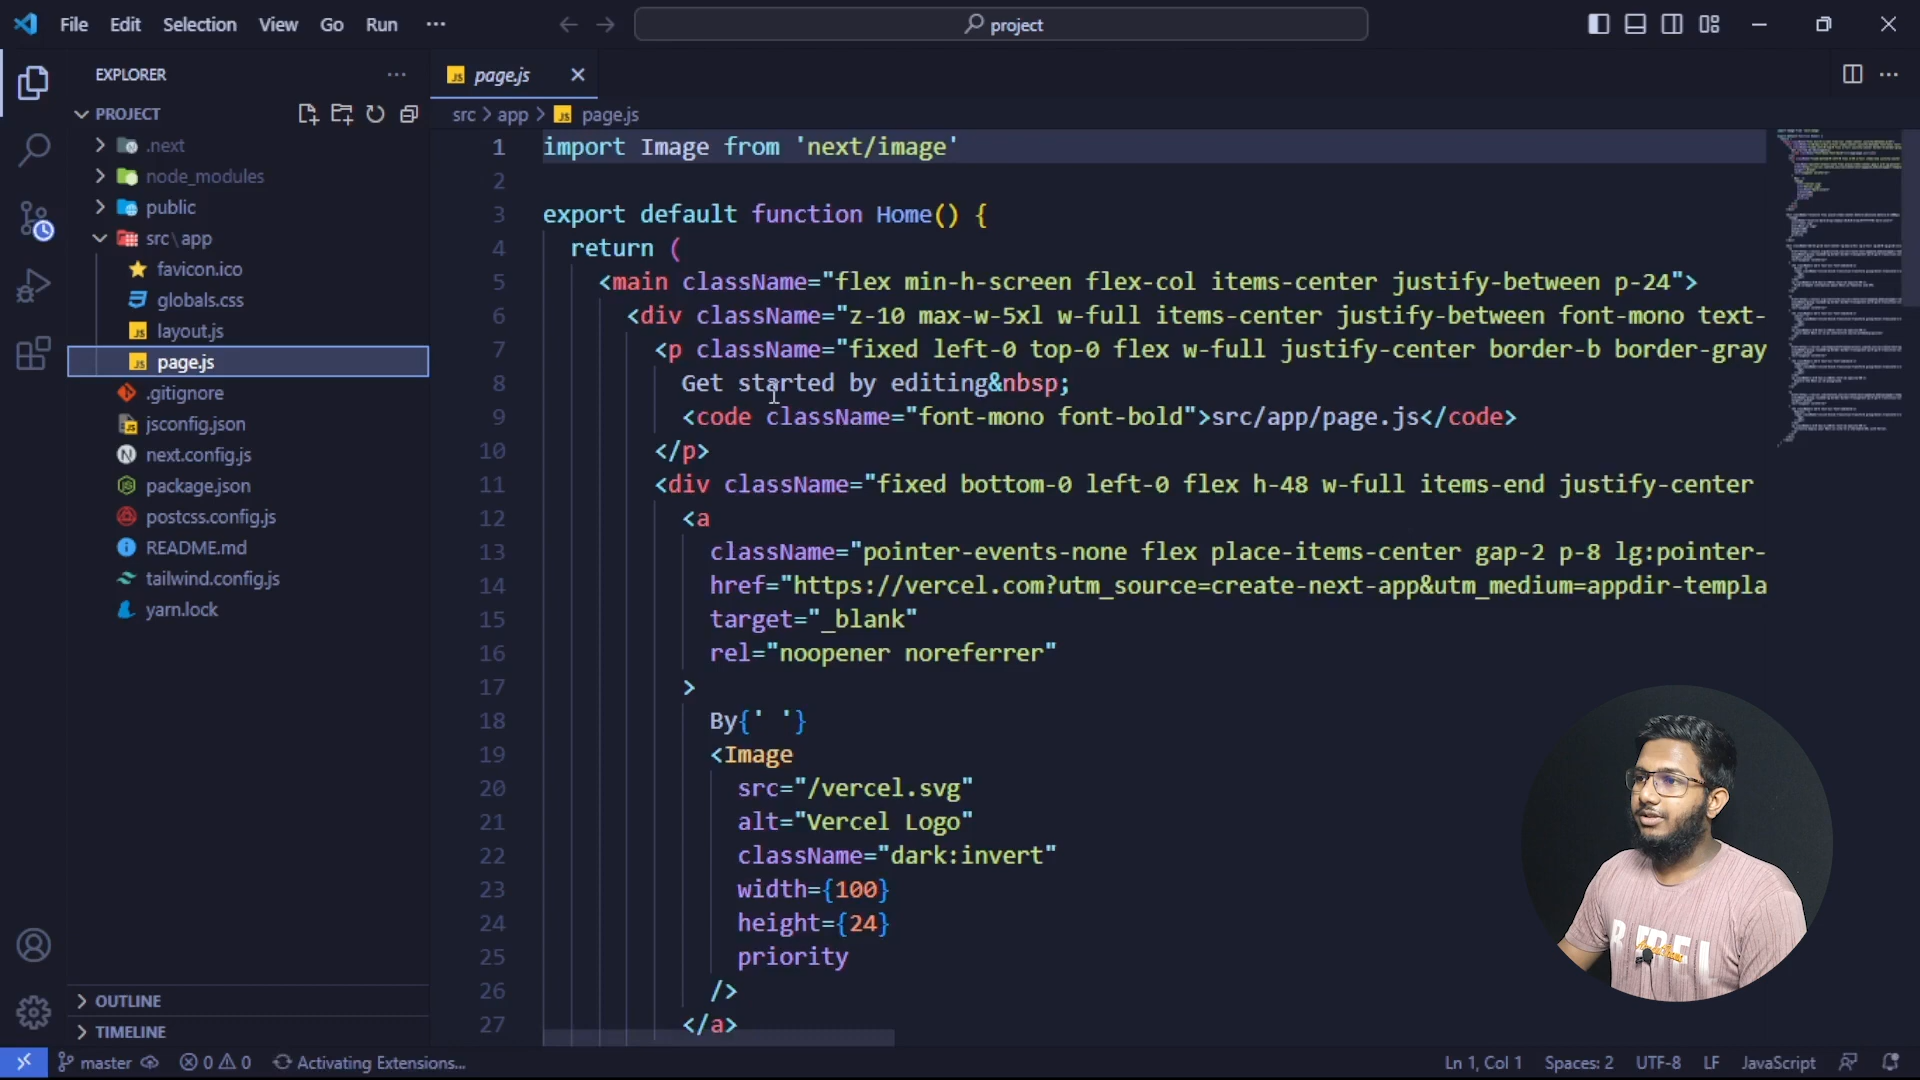 File Edit Selection View Go Run ··· project
EXPLORER ···
PROJECT
.next
node_modules
public
src\app
favicon.ico
globals.css
layout.js
page.js
.gitignore
jsconfig.json
next.config.js
package.json
postcss.config.js
README.md
tailwind.config.js
yarn.lock
OUTLINE
TIMELINE
JS page.js
src > app > JS page.js
1 import Image from 'next/image'
2
3 export default function Home() {
4 return (
5 <main className="flex min-h-screen flex-col items-center justify-between p-24">
6 <div className="z-10 max-w-5xl w-full items-center justify-between font-mono text-
7 <p className="fixed left-0 top-0 flex w-full justify-center border-b border-gray
8 Get started by editing&nbsp;
9 <code className="font-mono font-bold">src/app/page.js</code>
10 </p>
11 <div className="fixed bottom-0 left-0 flex h-48 w-full items-end justify-center
12 <a
13 className="pointer-events-none flex place-items-center gap-2 p-8 lg:pointer-
14 href="https://vercel.com?utm_source=create-next-app&utm_medium=appdir-templa
15 target="_blank"
16 rel="noopener noreferrer"
17 >
18 By{' '}
19 <Image
20 src="/vercel.svg"
21 alt="Vercel Logo"
22 className="dark:invert"
23 width={100}
24 height={24}
25 priority
26 />
27 </a>
master 0 0 Activating Extensions... Ln 1, Col 1 Spaces: 2 UTF-8 LF JavaScript